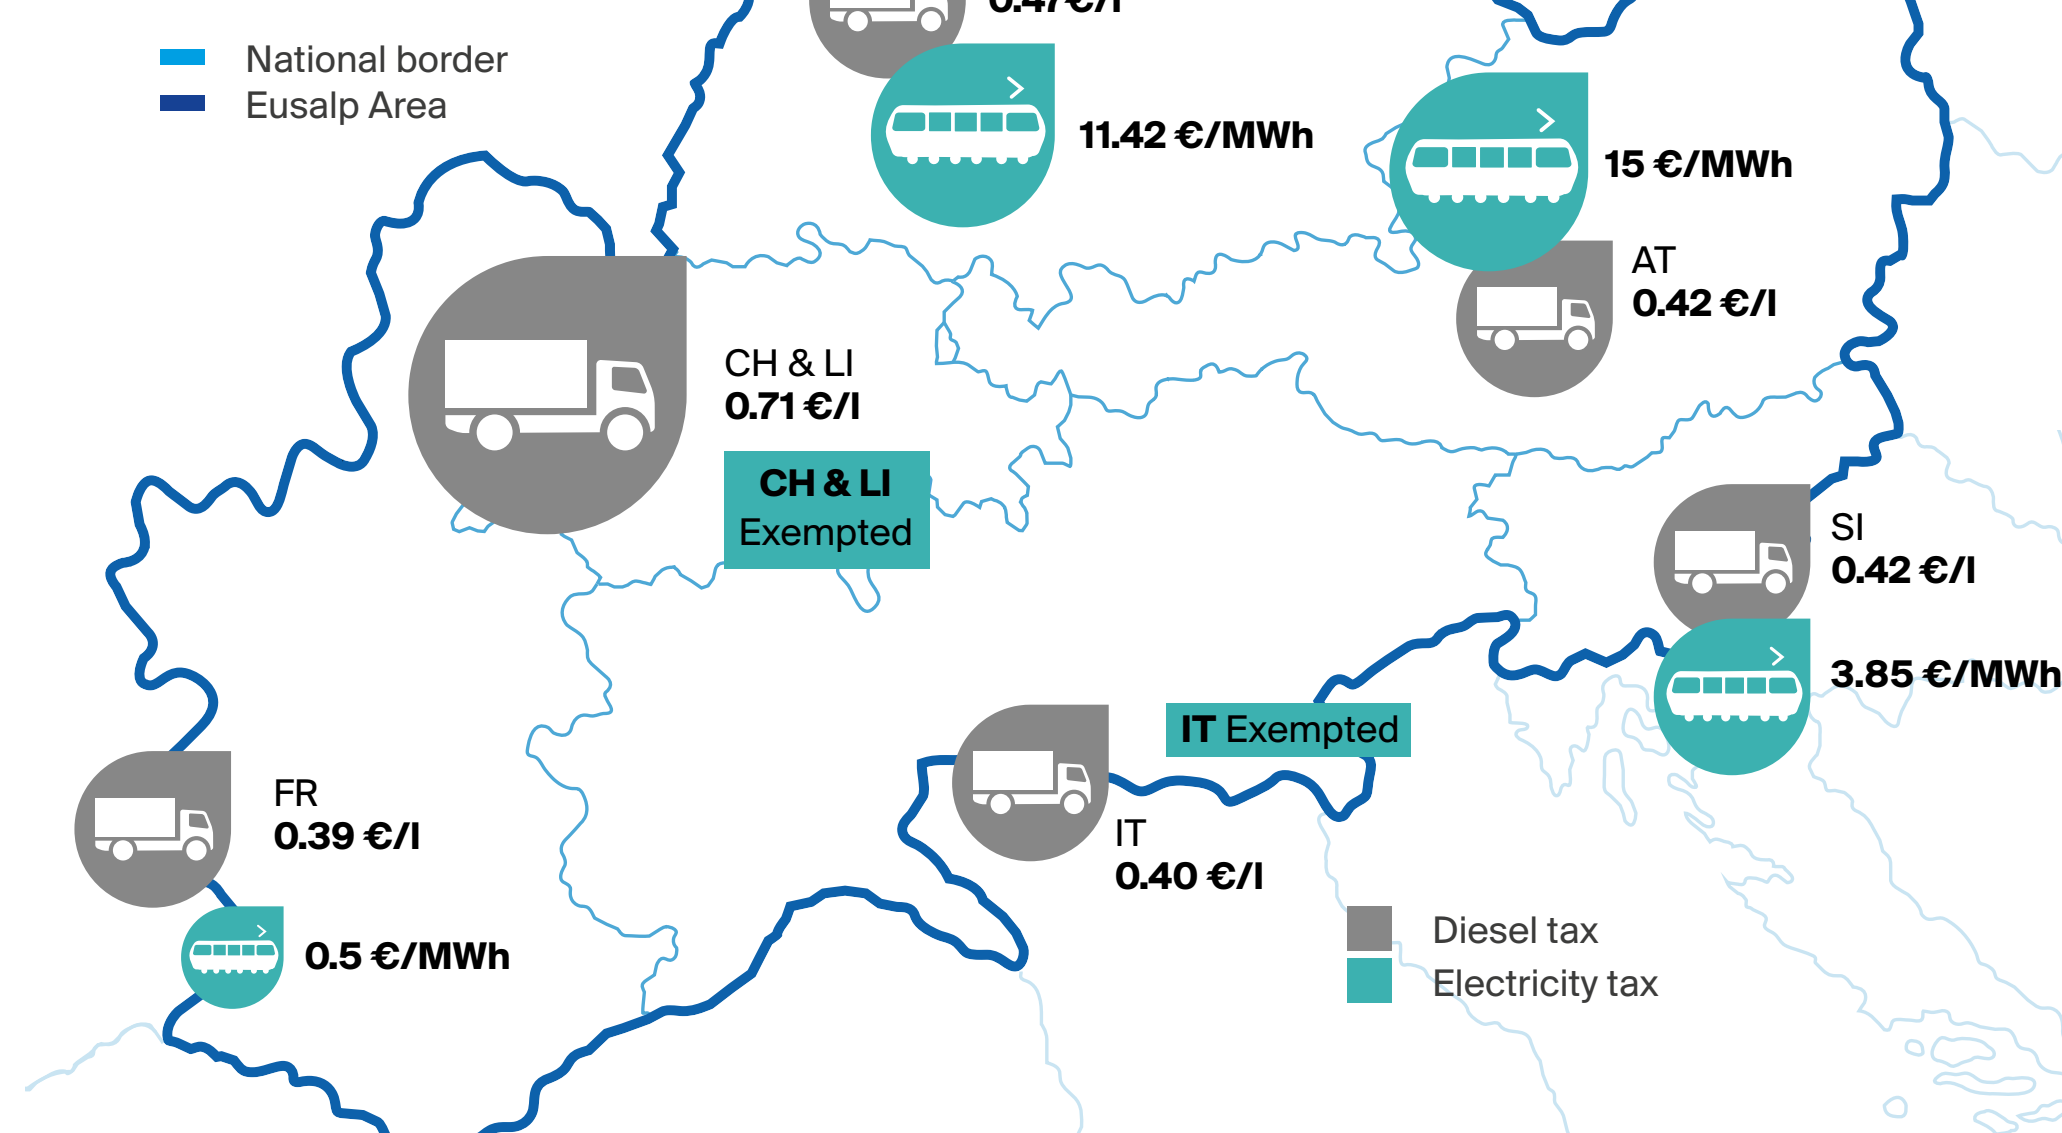 0.47€/l
National border
Eusalp Area
11.42 €/MWh
15 €/MWh
AT
0.42 €/l
CH & LI
0.71 €/l
CH & LI
Exempted
SI
0.42 €/l
3.85 €/MWh
IT Exempted
FR
0.39 €/l
IT
0.40 €/l
0.5 €/MWh
Diesel tax
Electricity tax